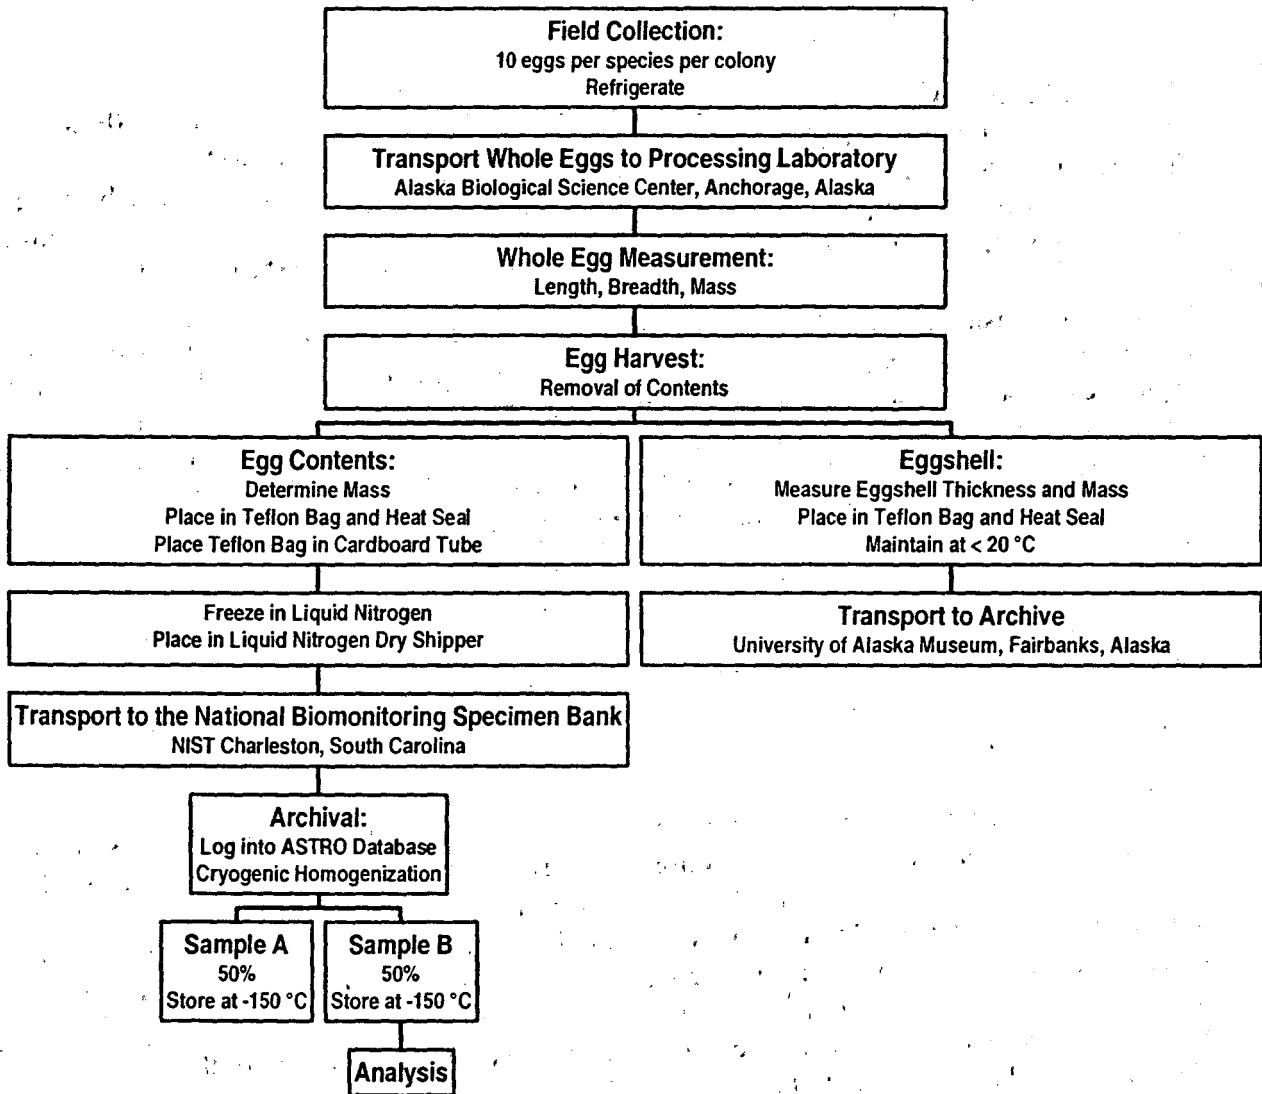 Field Collection:
10 eggs per species per colony
Refrigerate
Transport Whole Eggs to Processing Laboratory
Alaska Biological Science Center, Anchorage, Alaska
Whole Egg Measurement:
Length, Breadth, Mass
Egg Harvest:
Removal of Contents
Egg Contents:
Determine Mass
Place in Teflon Bag and Heat Seal
Place Teflon Bag in Cardboard Tube
Eggshell:
Measure Eggshell Thickness and Mass
Place in Teflon Bag and Heat Seal
Maintain at < 20 °C
Freeze in Liquid Nitrogen
Place in Liquid Nitrogen Dry Shipper
Transport to Archive
University of Alaska Museum, Fairbanks, Alaska
Transport to the National Biomonitoring Specimen Bank
NIST Charleston, South Carolina
Archival:
Log into ASTRO Database
Cryogenic Homogenization
Sample A
50%
Store at -150 °C
Sample B
50%
Store at -150 °C
Analysis